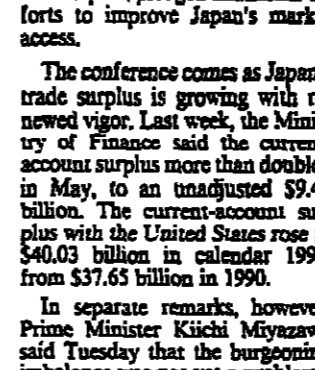 forts to improve Japan's mark
access.
The conference comes as Japan
trade surplus is growing with r
newed vigor. Last week, the Mini
try of Finance said the curren
account surplus more than double
in May, to an unadjusted $9.4
billion. The current-account su
plus with the United States rose
$40.03 billion in calendar 199
from $37.65 billion in 1990.
In separate remarks, howeve
Prime Minister Kiichi Miyazaw
said Tuesday that the burgeonin